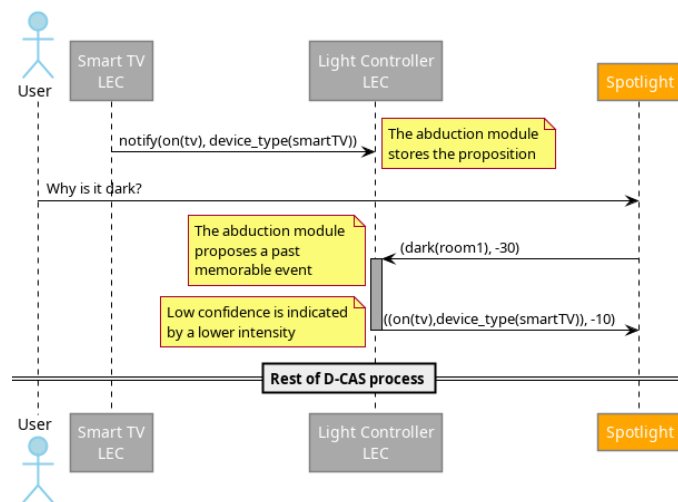 User
Smart TV
LEC
Light Controller
LEC
Spotlight
notify(on(tv), device_type(smartTV))
The abduction module
stores the proposition
Why is it dark?
The abduction module
proposes a past
memorable event
(dark(room1), -30)
Low confidence is indicated
by a lower intensity
((on(tv),device_type(smartTV)), -10)
Rest of D-CAS process
User
Smart TV
LEC
Light Controller
LEC
Spotlight